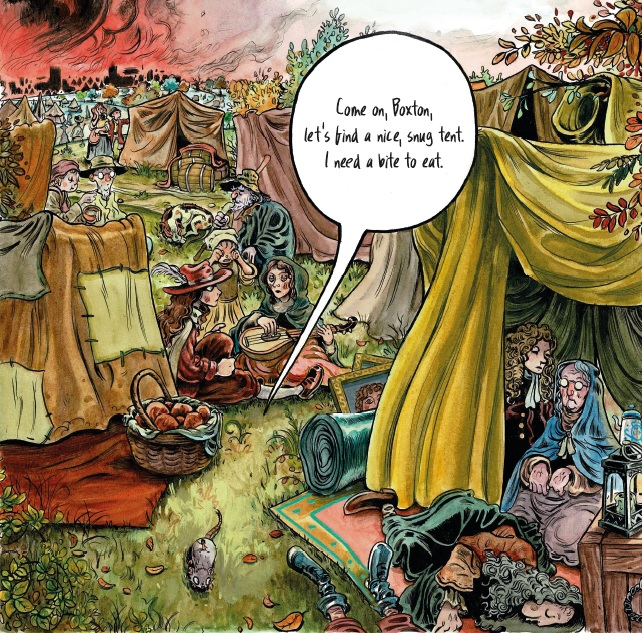 Come on, Boxton,
let's find a nice, snug tent.
I need a bite to eat.